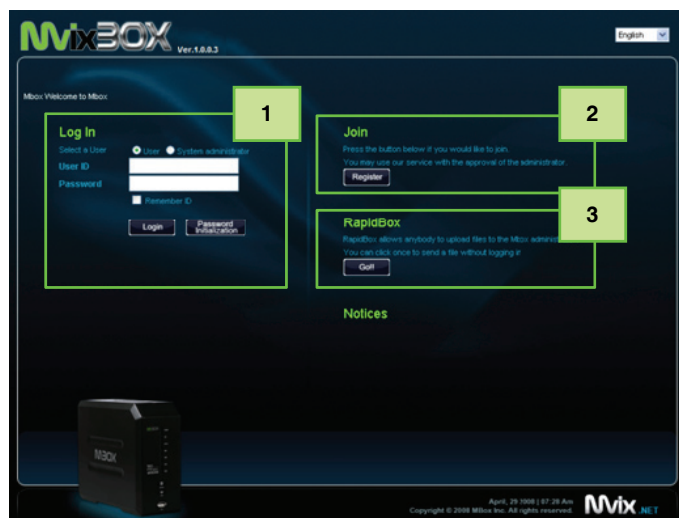 MvixBOX Ver.1.0.0.3
English
Mbox Welcome to Mbox
1
Log In
Select a User User System administrator
User ID
Password
Remember ID
Login Password Initialization
2
Join
Press the button below if you would like to join.
You may use our service with the approval of the administrator.
Register
3
RapidBox
RapidBox allows anybody to upload files to the Mbox
You can click once to send a file without logging in
Go!!
Notices
MBOX
April, 29 2008 | 07:28 Am
Copyright © 2008 MBox Inc. All rights reserved.
Mvix .NET